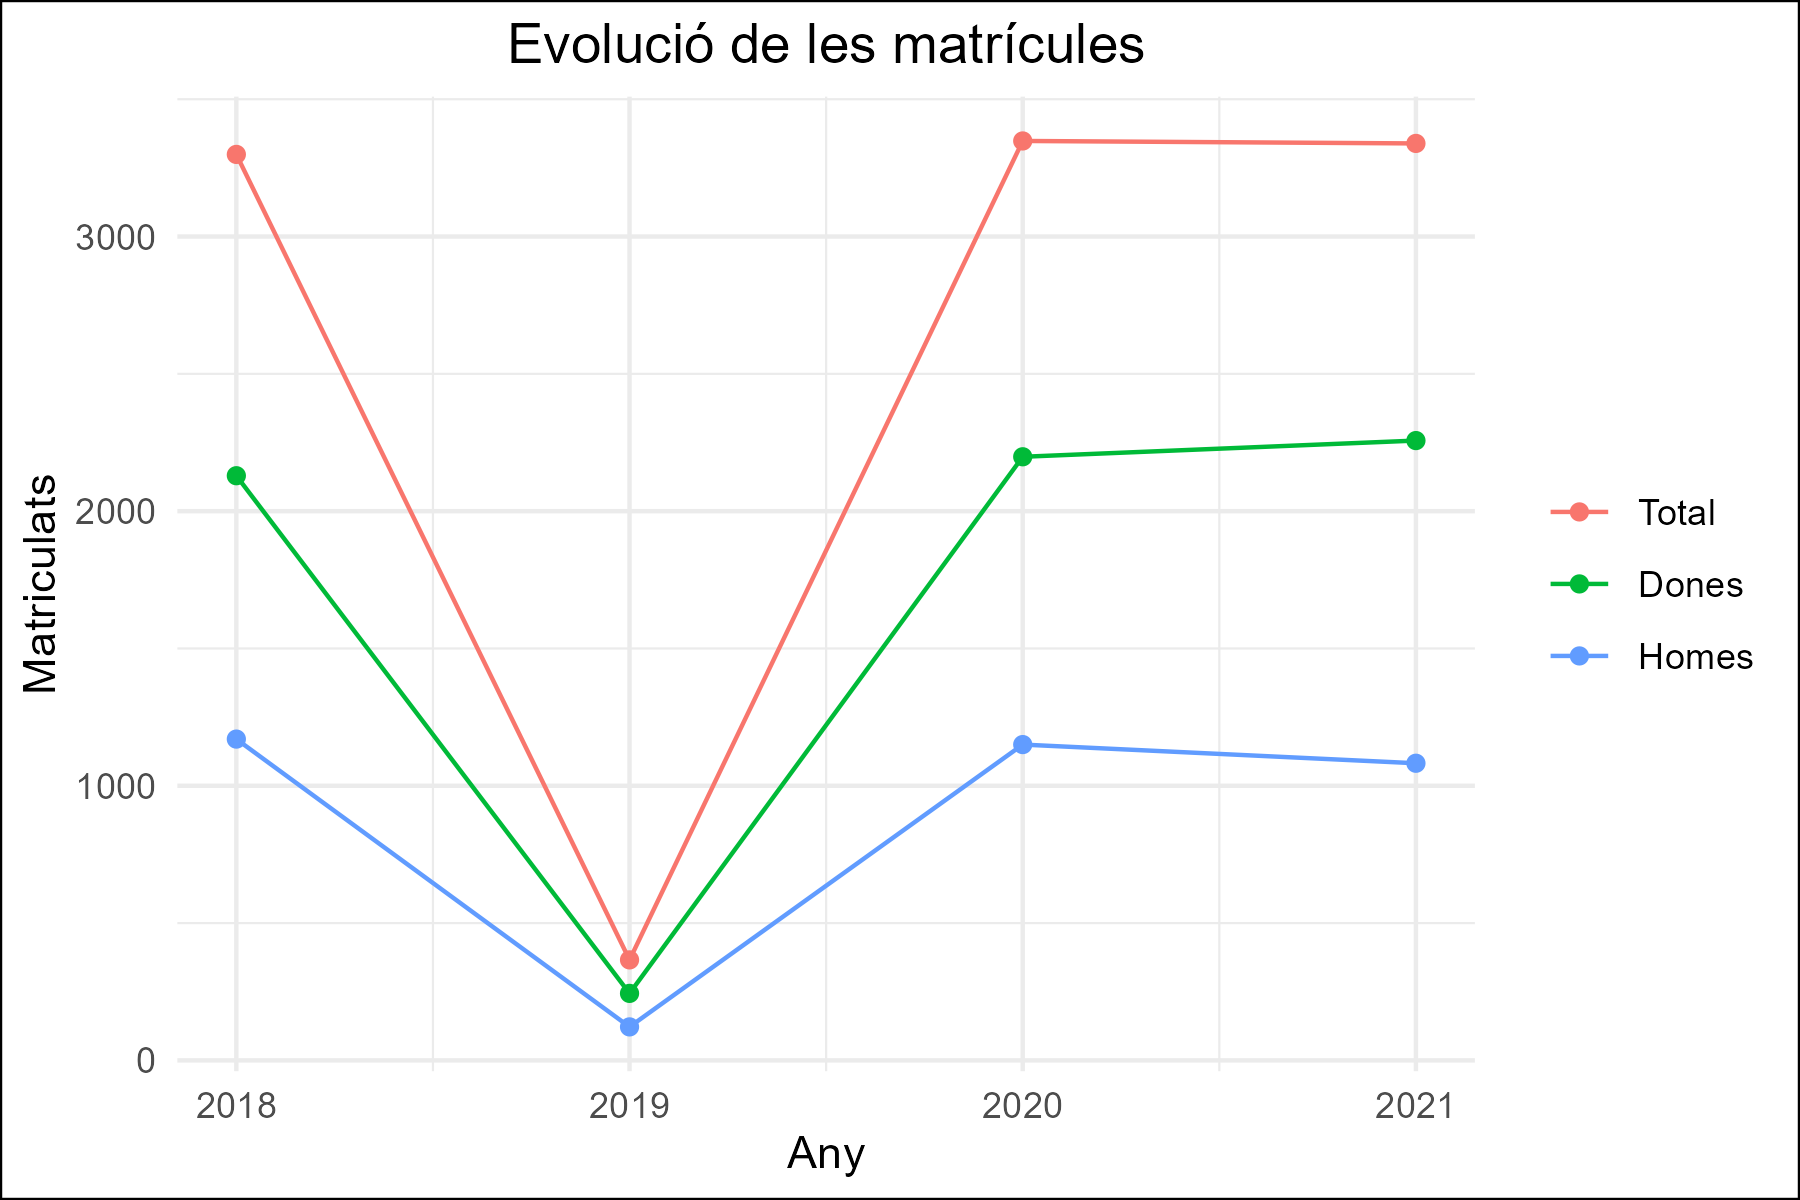 Evolució de les matrícules
Matriculats
3000
2000
1000
0
2018
2019
2020
2021
Any
Total
Dones
Homes